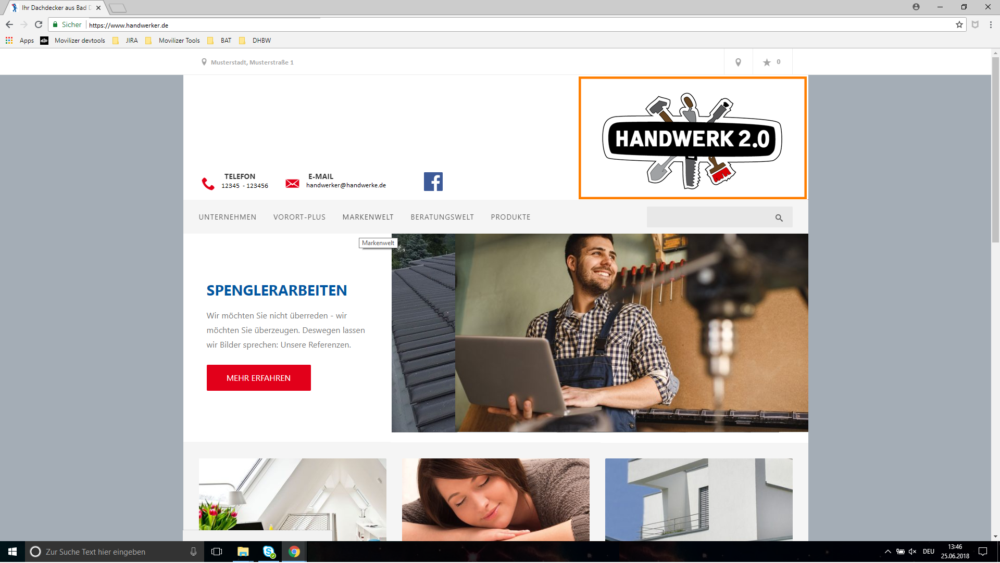 Ihr Dachdecker aus Bad D
Sicher
https://www.handwerker.de
Apps
Movilizer devtools
JIRA
Movilizer Tools
BAT
DHBW
Musterstadt, Musterstraße 1
0
HANDWERK 2.0
TELEFON
12345 - 123456
E-MAIL
handwerker@handwerke.de
UNTERNEHMEN
VORORT-PLUS
MARKENWELT
BERATUNGSWELT
PRODUKTE
Markenwelt
SPENGLERARBEITEN
Wir möchten Sie nicht überreden - wir
möchten Sie überzeugen. Deswegen lassen
wir Bilder sprechen: Unsere Referenzen.
MEHR ERFAHREN
Zur Suche Text hier eingeben
DEU
13:46
25.06.2018